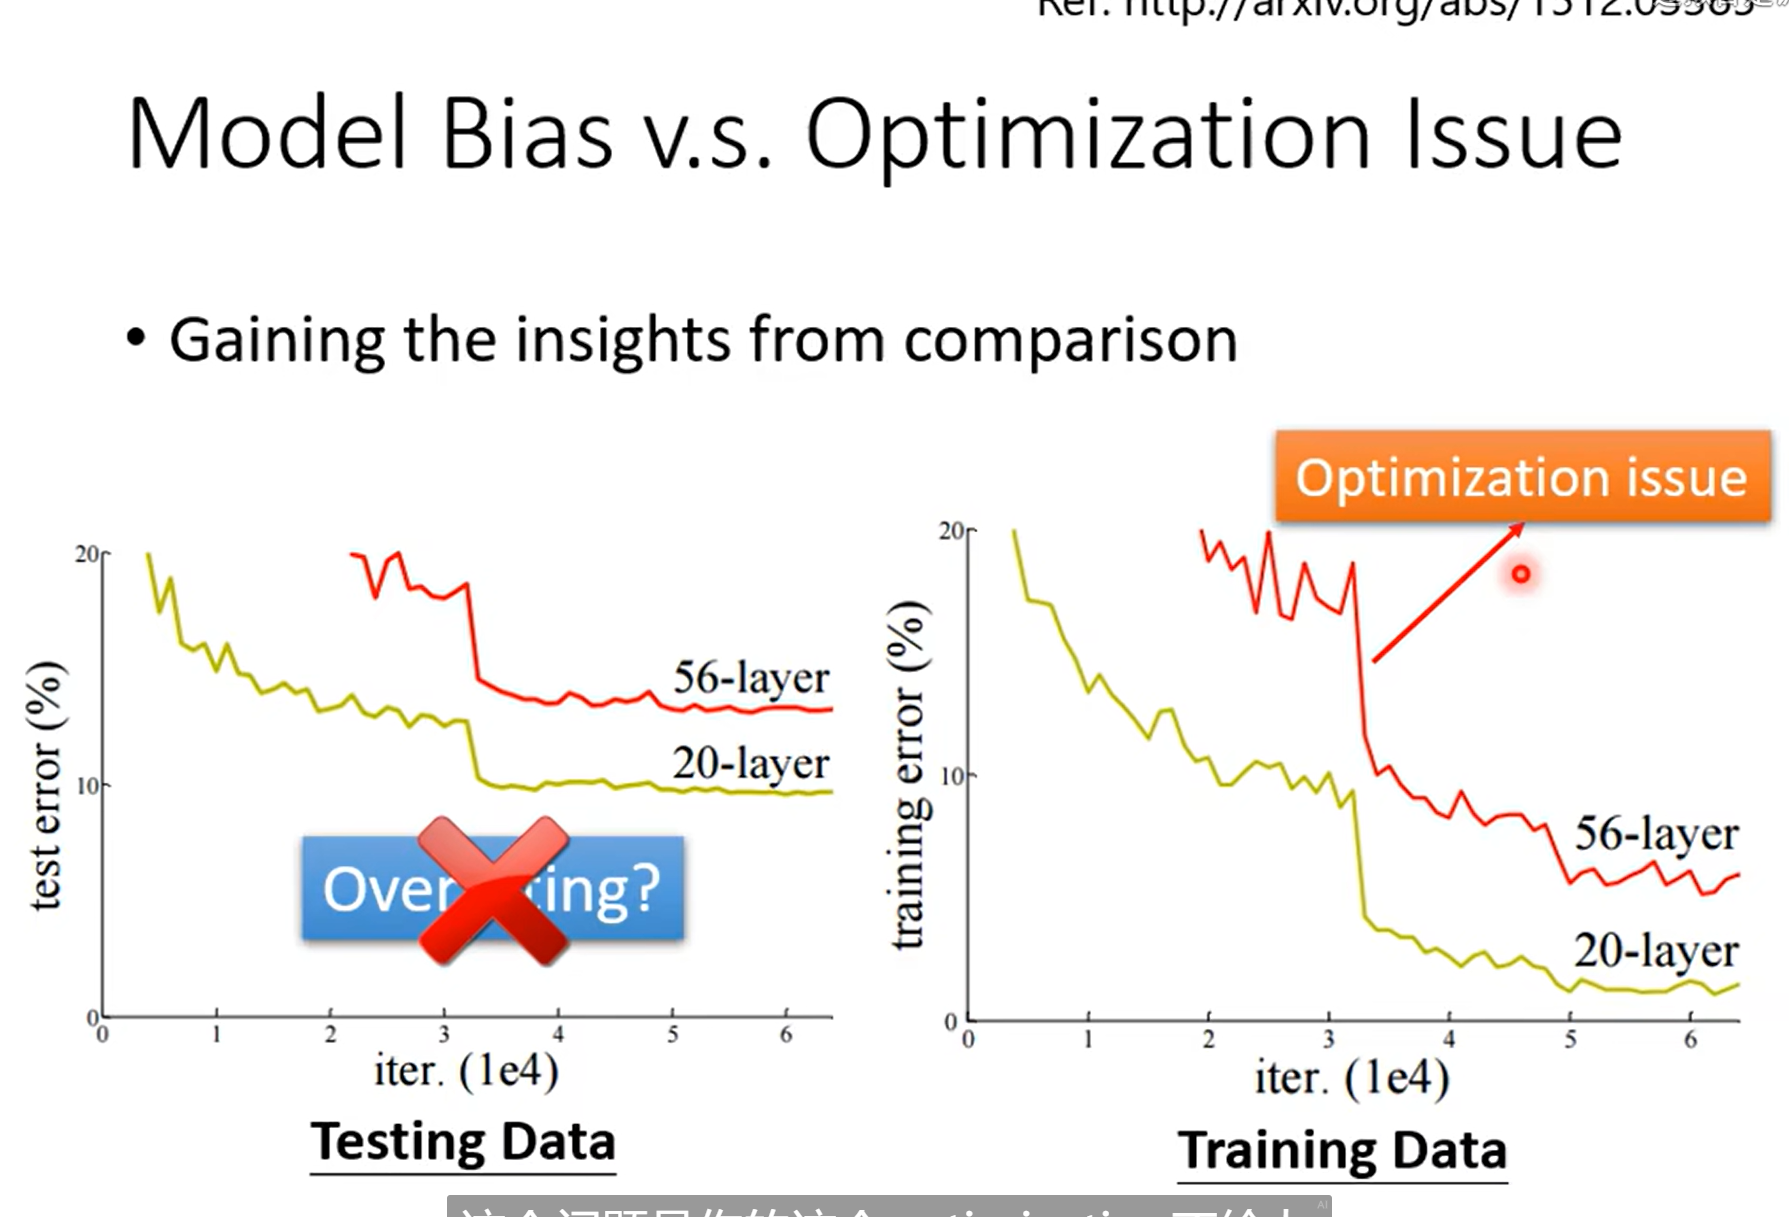 Ref: http://arxiv.org/abs/1512.03385
Model Bias v.s. Optimization Issue
• Gaining the insights from comparison
Optimization issue
20
10
0
test error (%)
56-layer
20-layer
Over ting?
0 1 2 3 4 5 6
iter. (1e4)
Testing Data
20
10
0
training error (%)
56-layer
20-layer
0 1 2 3 4 5 6
iter. (1e4)
Training Data
AI